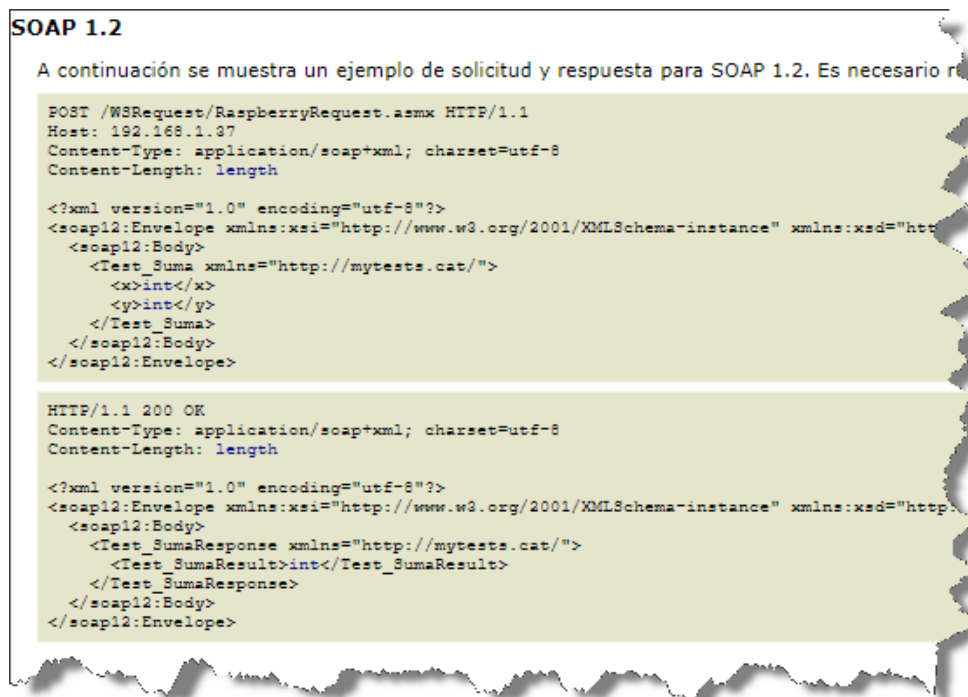 SOAP 1.2
A continuación se muestra un ejemplo de solicitud y respuesta para SOAP 1.2. Es necesario
POST /WSRequest/RaspberryRequest.asmx HTTP/1.1
Host: 192.168.1.37
Content-Type: application/soap+xml; charset=utf-8
Content-Length: length
<?xml version="1.0" encoding="utf-8"?>
<soap12:Envelope xmlns:xsi="http://www.w3.org/2001/XMLSchema-instance" xmlns:xsd="htt
<soap12:Body>
<Test_Suma xmlns="http://mytests.cat/">
<x>int</x>
<y>int</y>
</Test_Suma>
</soap12:Body>
</soap12:Envelope>
HTTP/1.1 200 OK
Content-Type: application/soap+xml; charset=utf-8
Content-Length: length
<?xml version="1.0" encoding="utf-8"?>
<soap12:Envelope xmlns:xsi="http://www.w3.org/2001/XMLSchema-instance" xmlns:xsd="http:
<soap12:Body>
<Test_SumaResponse xmlns="http://mytests.cat/">
<Test_SumaResult>int</Test_SumaResult>
</Test_SumaResponse>
</soap12:Body>
</soap12:Envelope>